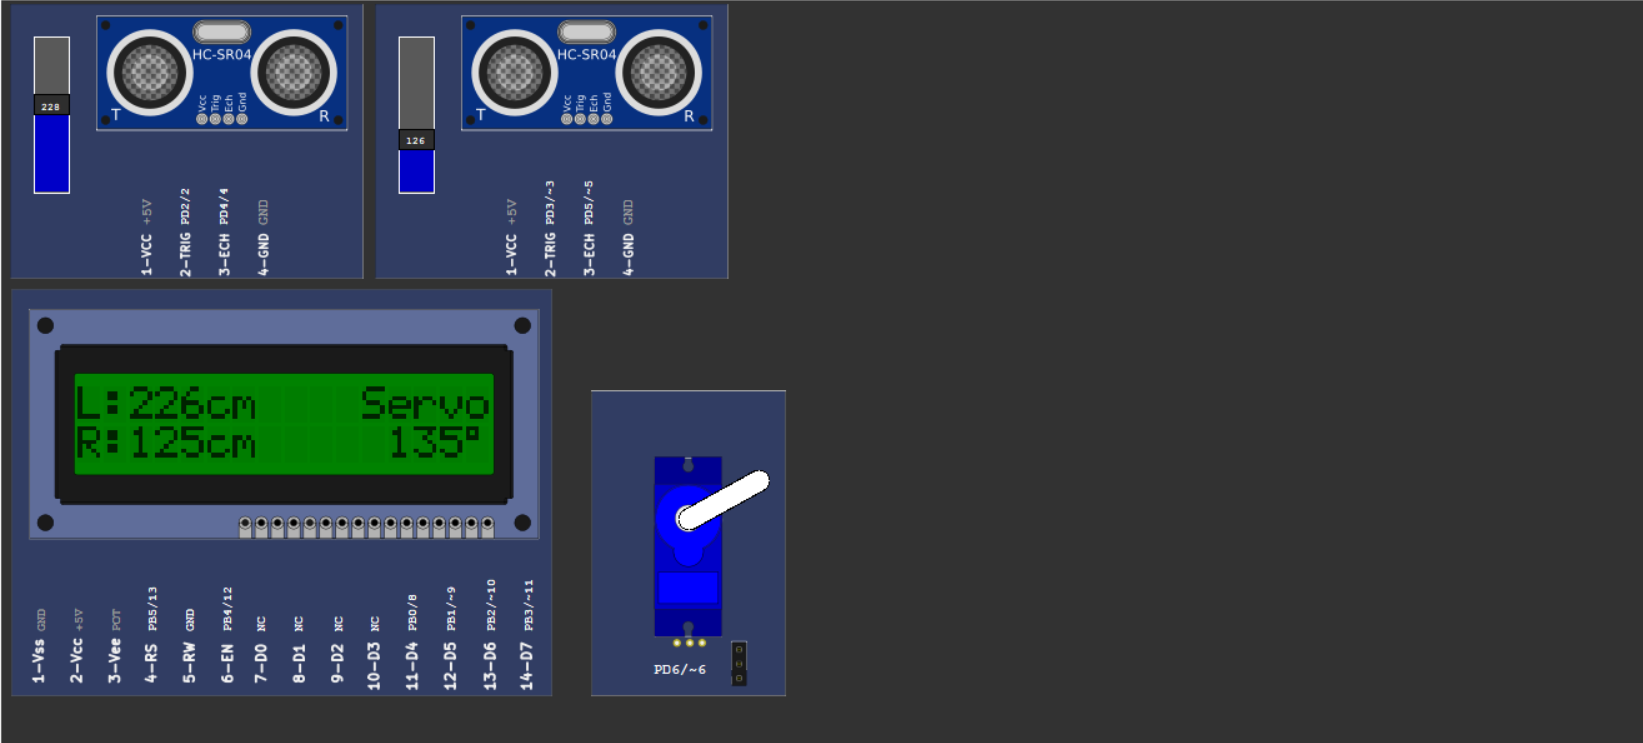 228
HC-SR04
Vcc
Trig
Ech
Gnd
T
R
1-VCC +5V
2-TRIG PD2/2
3-ECH PD4/4
4-GND GND
126
HC-SR04
Vcc
Trig
Ech
Gnd
T
R
1-VCC +5V
2-TRIG PD3/~3
3-ECH PD5/~5
4-GND GND
L:226cm Servo
R:125cm 135°
1-Vss GND
2-Vcc +5V
3-Vee POT
4-RS PB5/13
5-RW GND
6-EN PB4/12
7-D0 NC
8-D1 NC
9-D2 NC
10-D3 NC
11-D4 PB0/8
12-D5 PB1/~9
13-D6 PB2/~10
14-D7 PB3/~11
PD6/~6